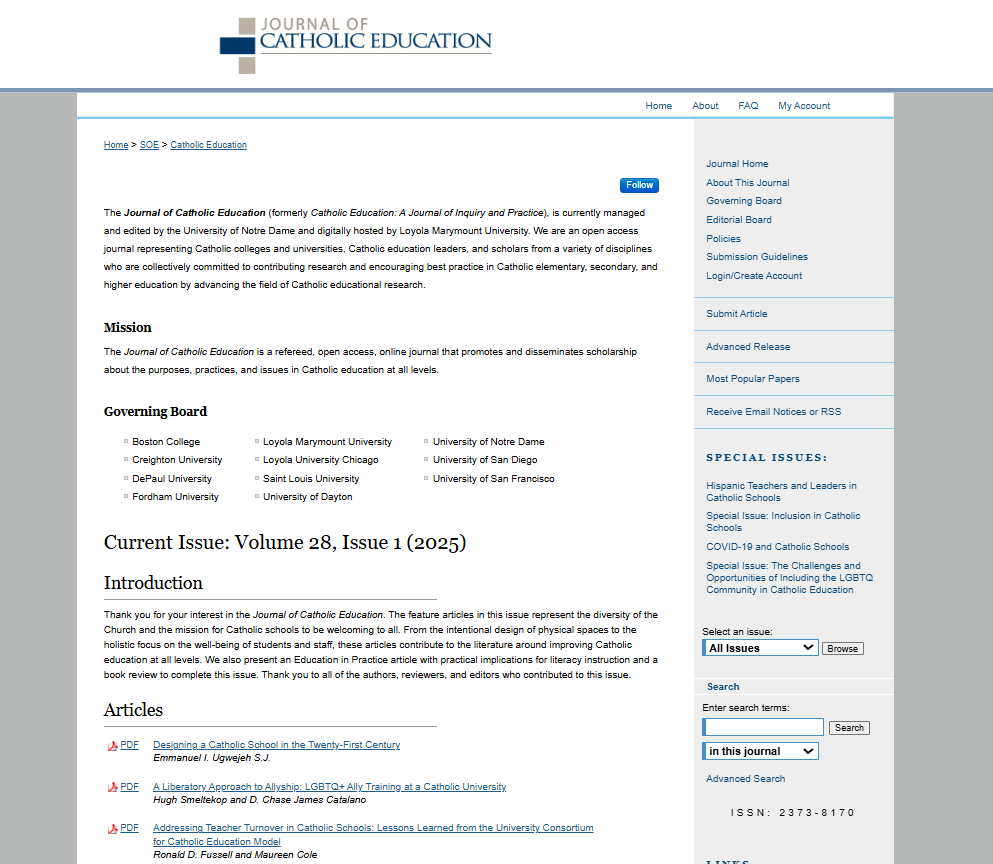 JOURNAL OF
CATHOLIC EDUCATION
Home About FAQ My Account
Home > SOE > Catholic Education
Follow
The Journal of Catholic Education (formerly Catholic Education: A Journal of Inquiry and Practice), is currently managed
and edited by the University of Notre Dame and digitally hosted by Loyola Marymount University. We are an open access
journal representing Catholic colleges and universities, Catholic education leaders, and scholars from a variety of disciplines
who are collectively committed to contributing research and encouraging best practice in Catholic elementary, secondary, and
higher education by advancing the field of Catholic educational research.
Mission
The Journal of Catholic Education is a refereed, open access, online journal that promotes and disseminates scholarship
about the purposes, practices, and issues in Catholic education at all levels.
Governing Board
Boston College
Creighton University
DePaul University
Fordham University
Loyola Marymount University
Loyola University Chicago
Saint Louis University
University of Dayton
University of Notre Dame
University of San Diego
University of San Francisco
Current Issue: Volume 28, Issue 1 (2025)
Introduction
Thank you for your interest in the Journal of Catholic Education. The feature articles in this issue represent the diversity of the
Church and the mission for Catholic schools to be welcoming to all. From the intentional design of physical spaces to the
holistic focus on the well-being of students and staff, these articles contribute to the literature around improving Catholic
education at all levels. We also present an Education in Practice article with practical implications for literacy instruction and a
book review to complete this issue. Thank you to all of the authors, reviewers, and editors who contributed to this issue.
Articles
PDF Designing a Catholic School in the Twenty-First Century
Emmanuel I. Ugwejeh S.J.
PDF A Liberatory Approach to Allyship: LGBTQ+ Ally Training at a Catholic University
Hugh Smeltekop and D. Chase James Catalano
PDF Addressing Teacher Turnover in Catholic Schools: Lessons Learned from the University Consortium
for Catholic Education Model
Ronald D. Fussell and Maureen Cole
Journal Home
About This Journal
Governing Board
Editorial Board
Policies
Submission Guidelines
Login/Create Account
Submit Article
Advanced Release
Most Popular Papers
Receive Email Notices or RSS
SPECIAL ISSUES:
Hispanic Teachers and Leaders in
Catholic Schools
Special Issue: Inclusion in Catholic
Schools
COVID-19 and Catholic Schools
Special Issue: The Challenges and
Opportunities of Including the LGBTQ
Community in Catholic Education
Select an issue:
All Issues Browse
Search
Enter search terms:
Search
in this journal
Advanced Search
ISSN: 2373-8170
LINKS